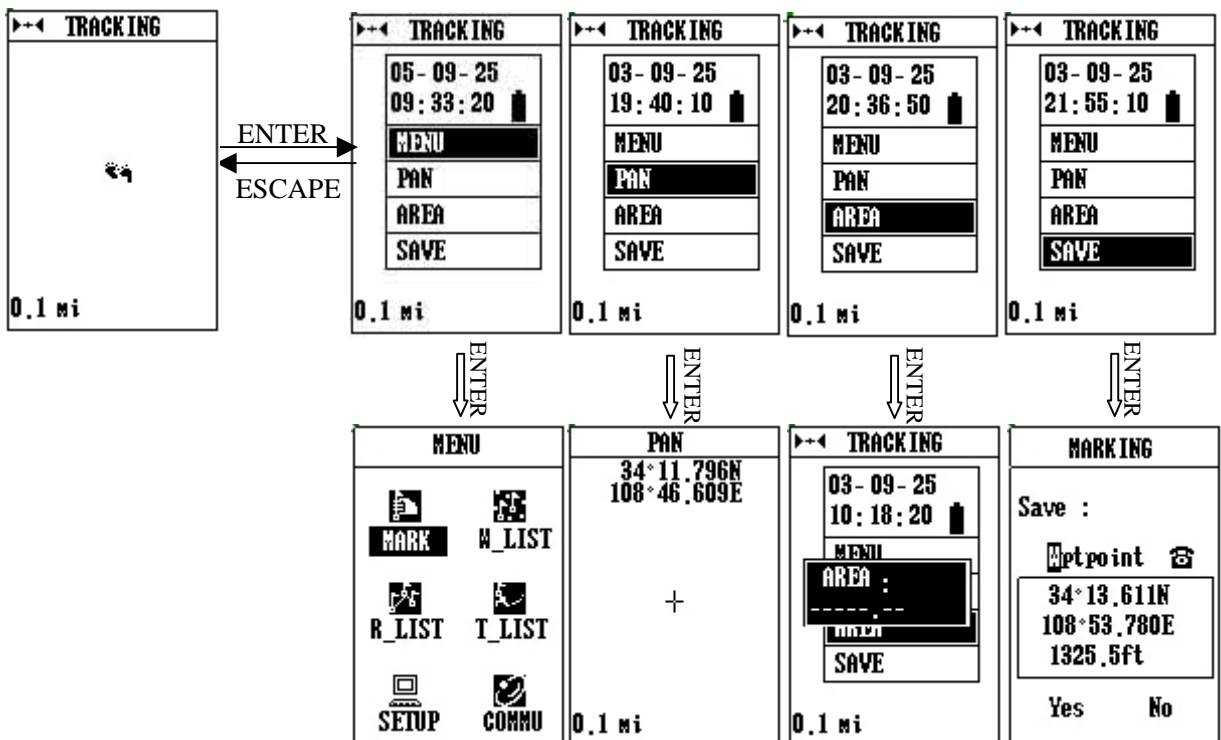 TRACKING
0.1 mi
ENTER
ESCAPE
TRACKING
05-09-25
09:33:20
MENU
PAN
AREA
SAVE
0.1 mi
TRACKING
03-09-25
19:40:10
MENU
PAN
AREA
SAVE
0.1 mi
TRACKING
03-09-25
20:36:50
MENU
PAN
AREA
SAVE
0.1 mi
TRACKING
03-09-25
21:55:10
MENU
PAN
AREA
SAVE
0.1 mi
ENTER
ENTER
ENTER
ENTER
MENU
MARK W_LIST
R_LIST T_LIST
SETUP COMMU
PAN
34°11.796N
108°46.609E
0.1 mi
TRACKING
03-09-25
10:18:20
MENU
AREA :
-----.--
AREA
SAVE
0.1 mi
MARKING
Save :
Wptpoint
34°13.611N
108°53.780E
1325.5ft
Yes No